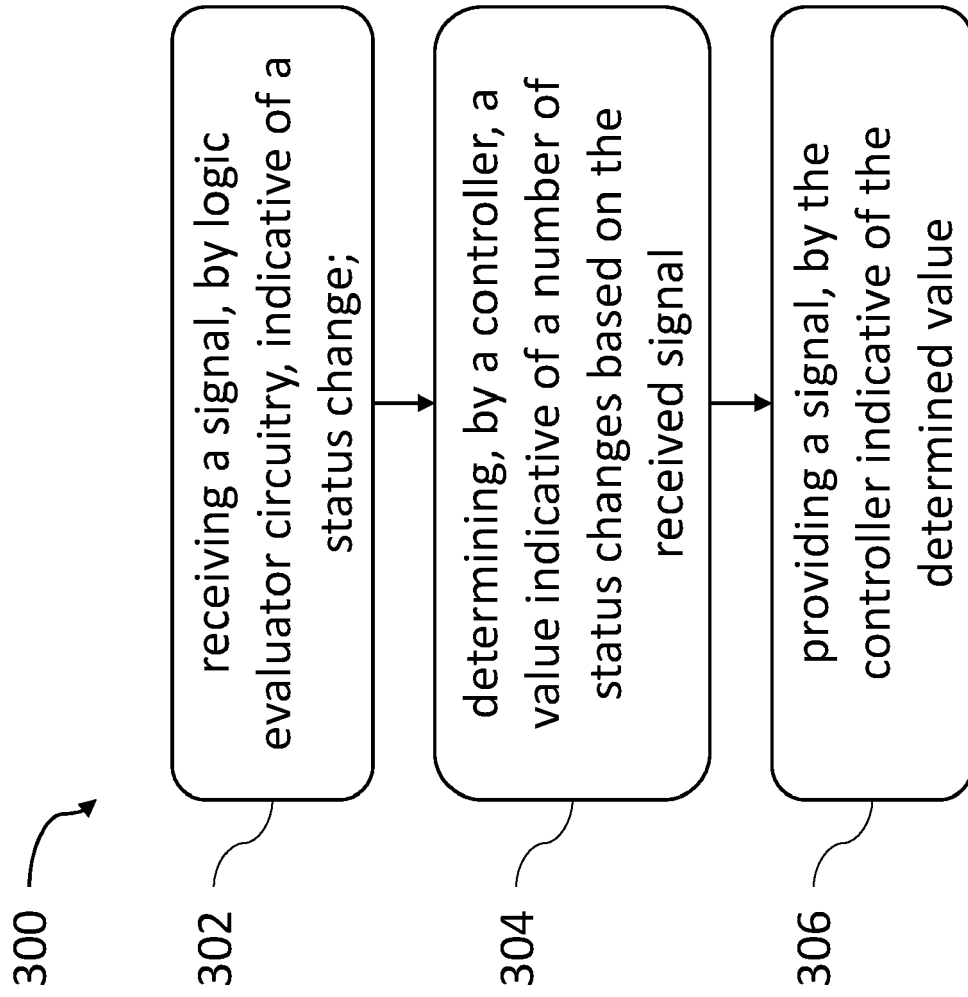 300
302
receiving a signal, by logic
evaluator circuitry, indicative of a
status change;
304
determining, by a controller, a
value indicative of a number of
status changes based on the
received signal
306
providing a signal, by the
controller indicative of the
determined value